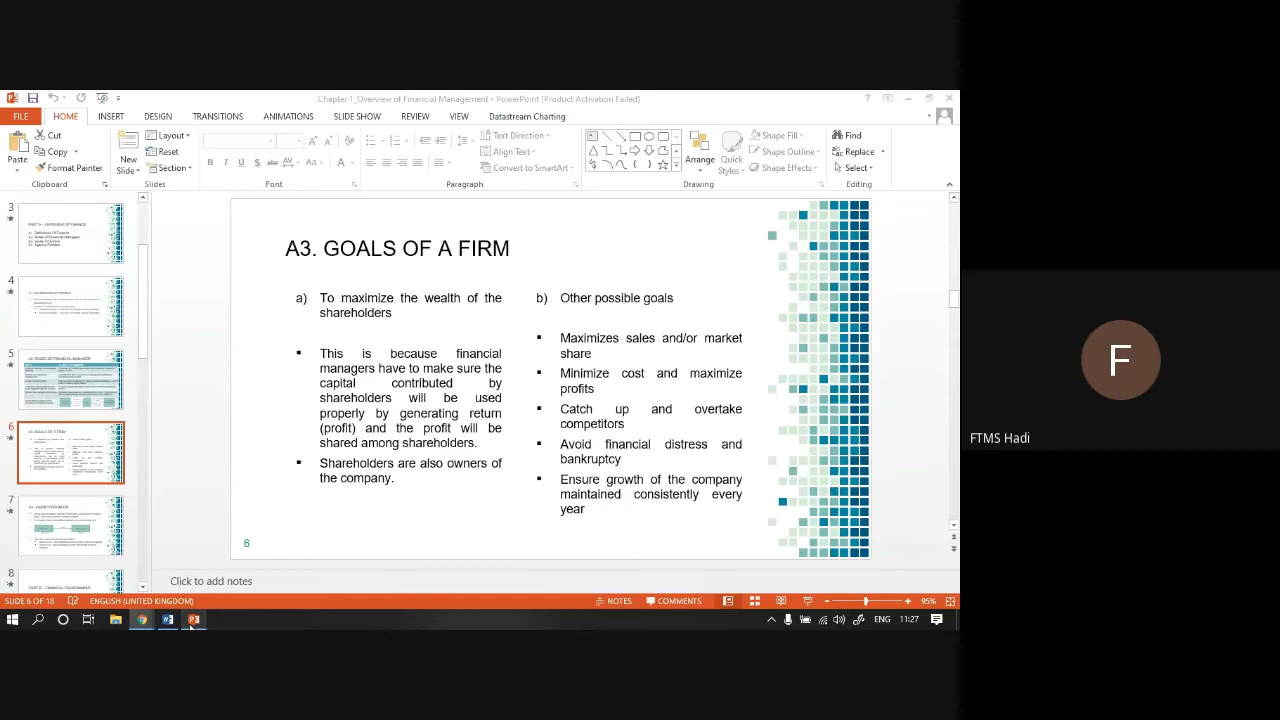 Chapter 1_Overview of Financial Management - PowerPoint (Product Activation Failed)
FILE HOME INSERT DESIGN TRANSITIONS ANIMATIONS SLIDE SHOW REVIEW VIEW Datastream Charting
Cut
Copy
Format Painter
Paste
Clipboard
New
Slide
Layout
Reset
Section
Slides
Font
Text Direction
Align Text
Convert to SmartArt
Paragraph
Arrange
Quick
Styles
Shape Fill
Shape Outline
Shape Effects
Drawing
Find
Replace
Select
Editing
3
4
5
6
7
8
A3. GOALS OF A FIRM
a) To maximize the wealth of the
shareholders
▪ This is because financial
managers have to make sure the
capital contributed by
shareholders will be used
properly by generating return
(profit) and the profit will be
shared among shareholders.
▪ Shareholders are also owners of
the company.
b) Other possible goals
▪ Maximizes sales and/or market
share
▪ Minimize cost and maximize
profits
▪ Catch up and overtake
competitors
▪ Avoid financial distress and
bankruptcy
▪ Ensure growth of the company
maintained consistently every
year
6
Click to add notes
SLIDE 6 OF 18 ENGLISH (UNITED KINGDOM) NOTES COMMENTS 95%
ENG 11:27
F
FTMS Hadi